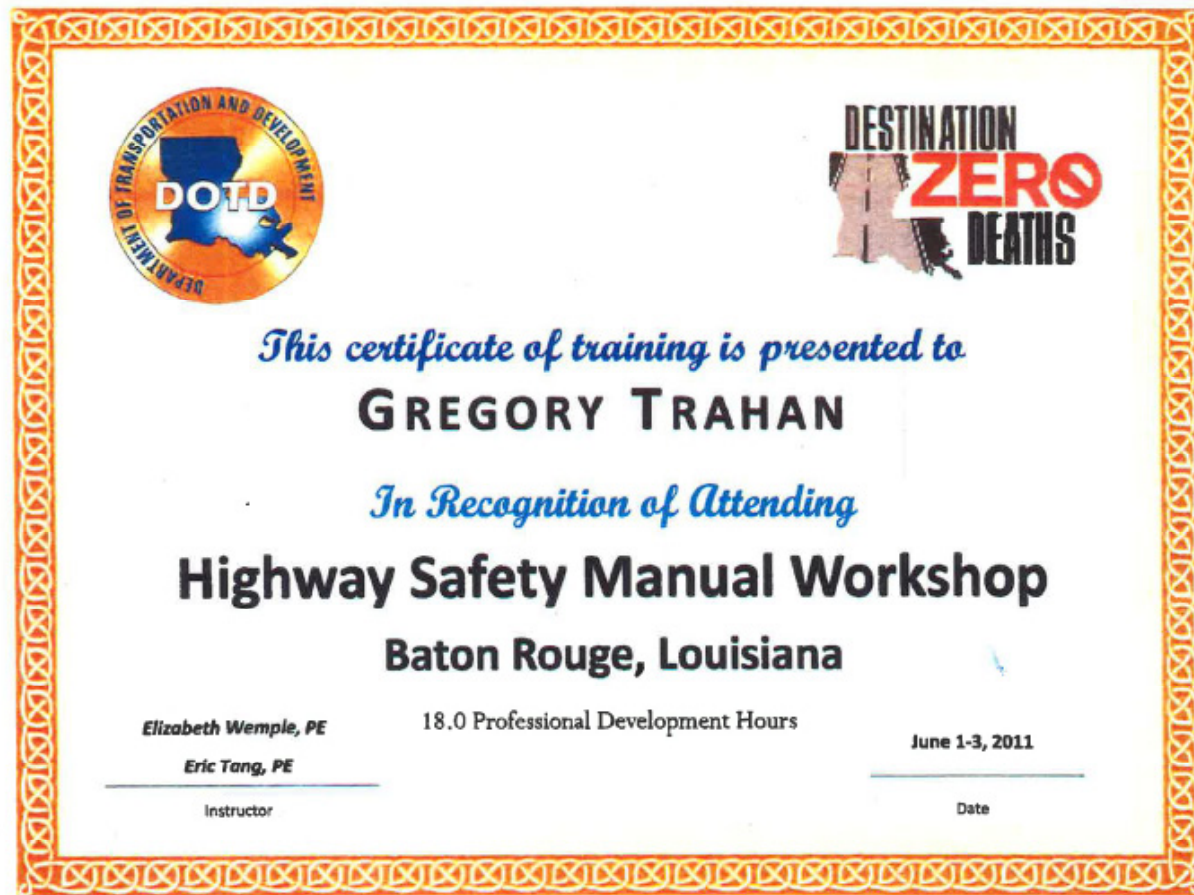 DEPARTMENT OF TRANSPORTATION AND DEVELOPMENT
DOTD
DESTINATION
ZERO
DEATHS
This certificate of training is presented to
GREGORY TRAHAN
In Recognition of Attending
Highway Safety Manual Workshop
Baton Rouge, Louisiana
18.0 Professional Development Hours
Elizabeth Wemple, PE
Eric Tang, PE
Instructor
June 1-3, 2011
Date